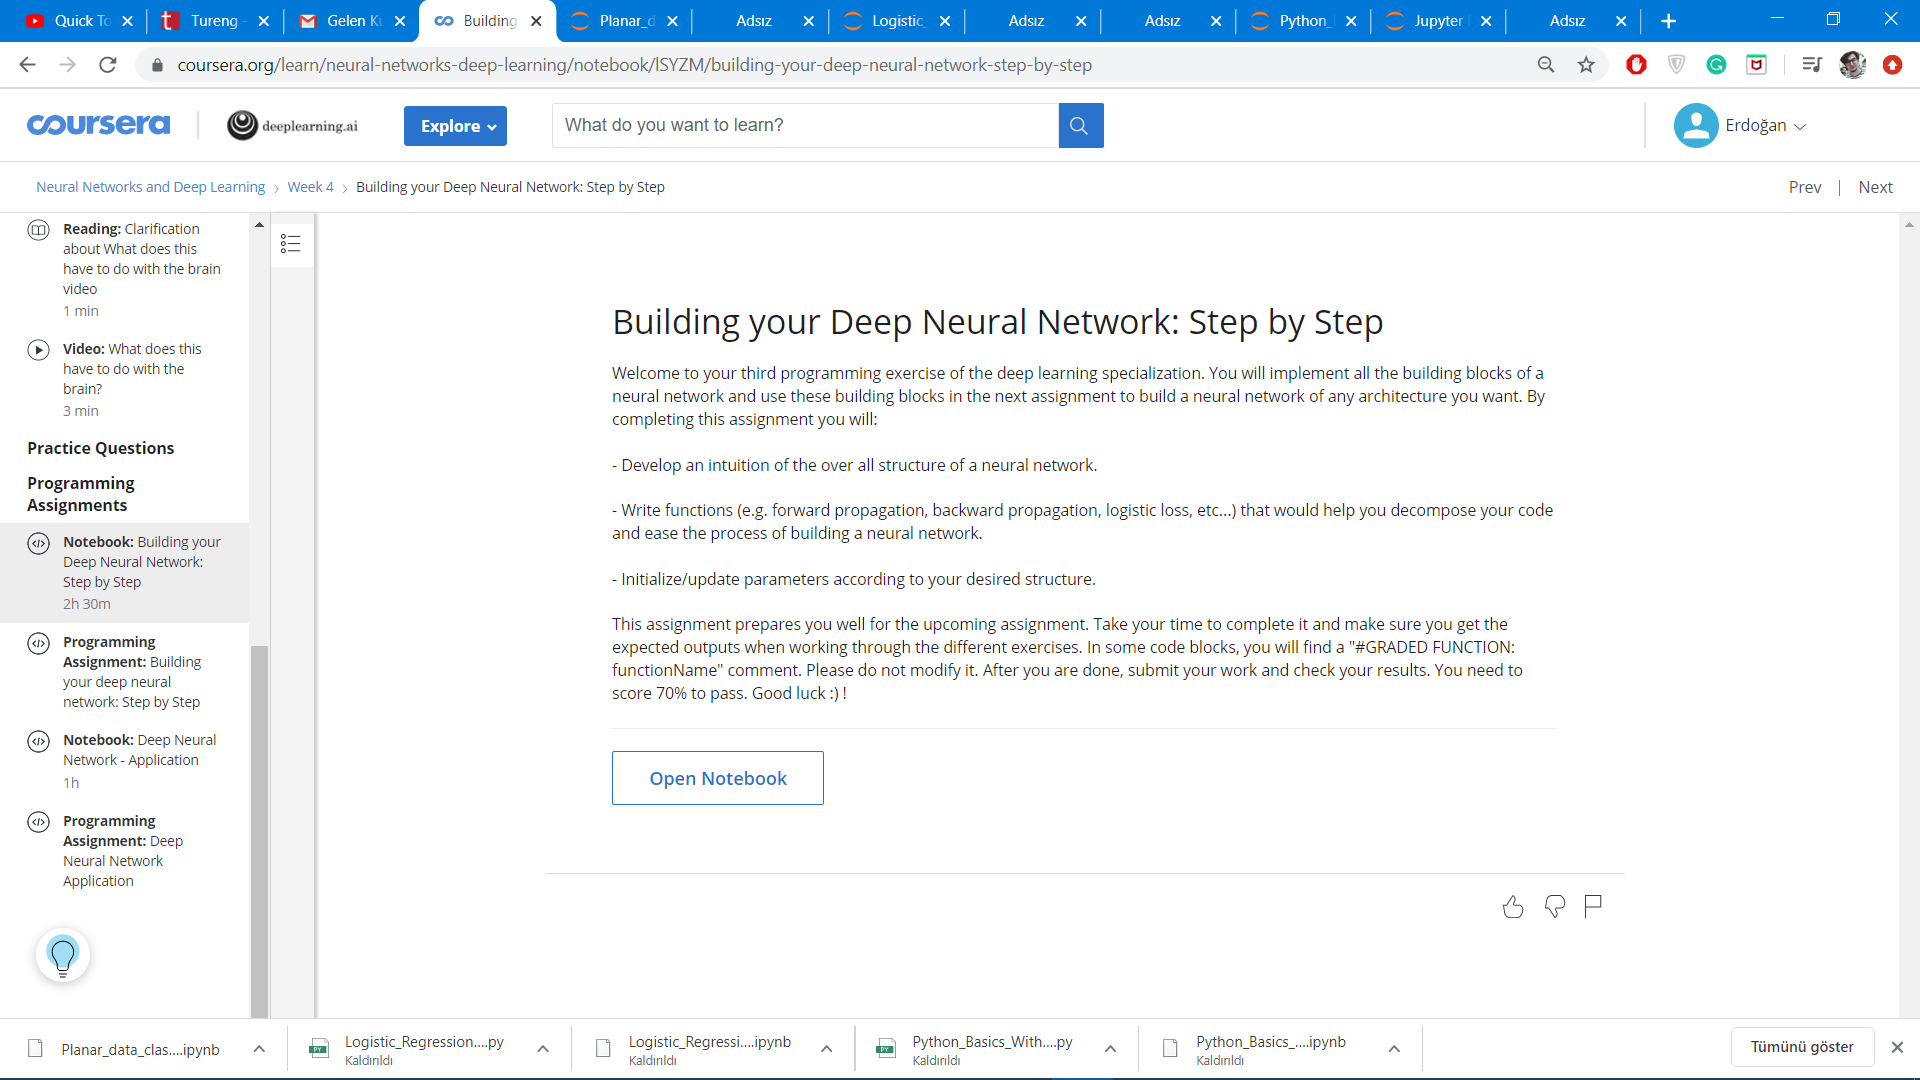 Quick To
Tureng -
Gelen Ku
Building
Planar_d
Adsız
Logistic_
Adsız
Adsız
Python_
Jupyter
Adsız
coursera.org/learn/neural-networks-deep-learning/notebook/lSYZM/building-your-deep-neural-network-step-by-step
coursera
deeplearning.ai
Explore
What do you want to learn?
Erdoğan
Neural Networks and Deep Learning > Week 4 > Building your Deep Neural Network: Step by Step
Prev | Next
Reading: Clarification
about What does this
have to do with the brain
video
1 min
Video: What does this
have to do with the
brain?
3 min
Practice Questions
Programming
Assignments
Notebook: Building your
Deep Neural Network:
Step by Step
2h 30m
Programming
Assignment: Building
your deep neural
network: Step by Step
Notebook: Deep Neural
Network - Application
1h
Programming
Assignment: Deep
Neural Network
Application
Building your Deep Neural Network: Step by Step
Welcome to your third programming exercise of the deep learning specialization. You will implement all the building blocks of a
neural network and use these building blocks in the next assignment to build a neural network of any architecture you want. By
completing this assignment you will:
- Develop an intuition of the over all structure of a neural network.
- Write functions (e.g. forward propagation, backward propagation, logistic loss, etc...) that would help you decompose your code
and ease the process of building a neural network.
- Initialize/update parameters according to your desired structure.
This assignment prepares you well for the upcoming assignment. Take your time to complete it and make sure you get the
expected outputs when working through the different exercises. In some code blocks, you will find a "#GRADED FUNCTION:
functionName" comment. Please do not modify it. After you are done, submit your work and check your results. You need to
score 70% to pass. Good luck :) !
Open Notebook
Planar_data_clas....ipynb
Logistic_Regression....py
Kaldırıldı
Logistic_Regressi....ipynb
Kaldırıldı
Python_Basics_With....py
Kaldırıldı
Python_Basics_....ipynb
Kaldırıldı
Tümünü göster